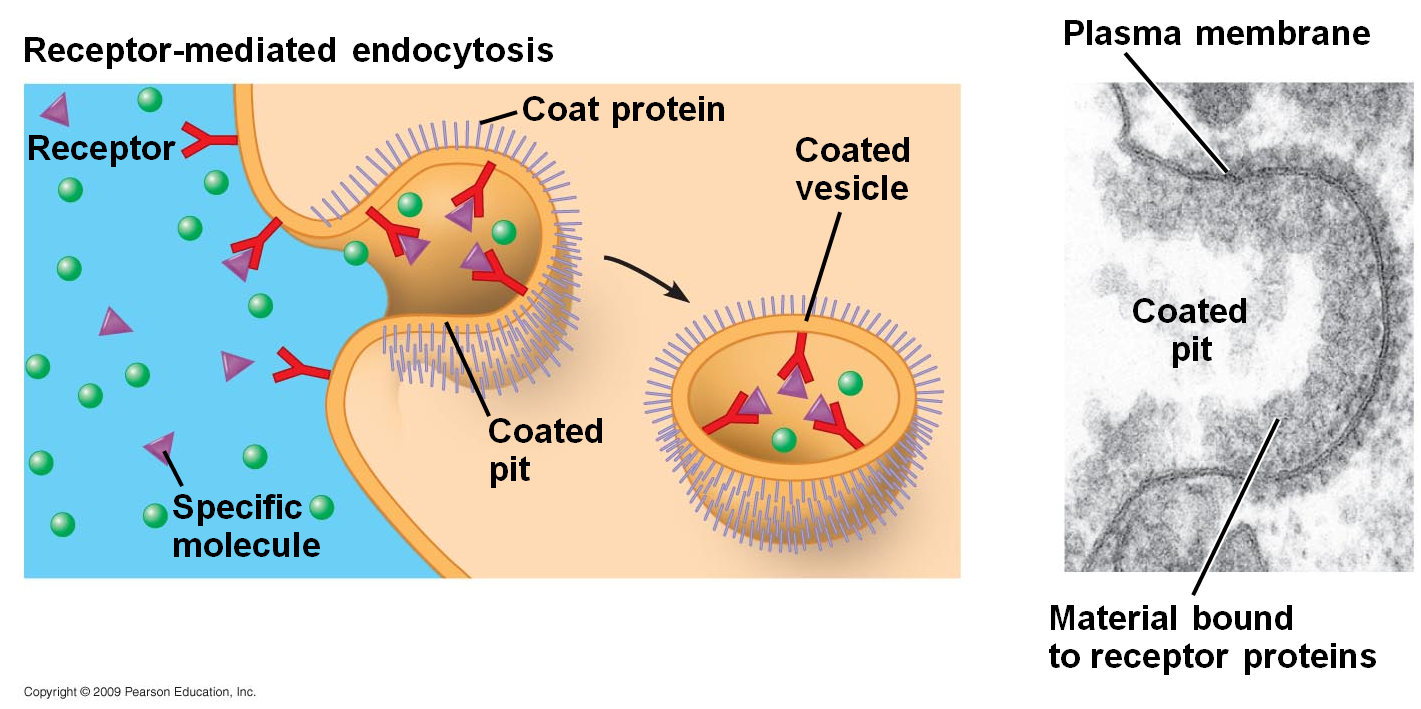 Receptor-mediated endocytosis
Receptor
Coat protein
Coated
vesicle
Coated
pit
Specific
molecule
Plasma membrane
Coated
pit
Material bound
to receptor proteins
Copyright © 2009 Pearson Education, Inc.